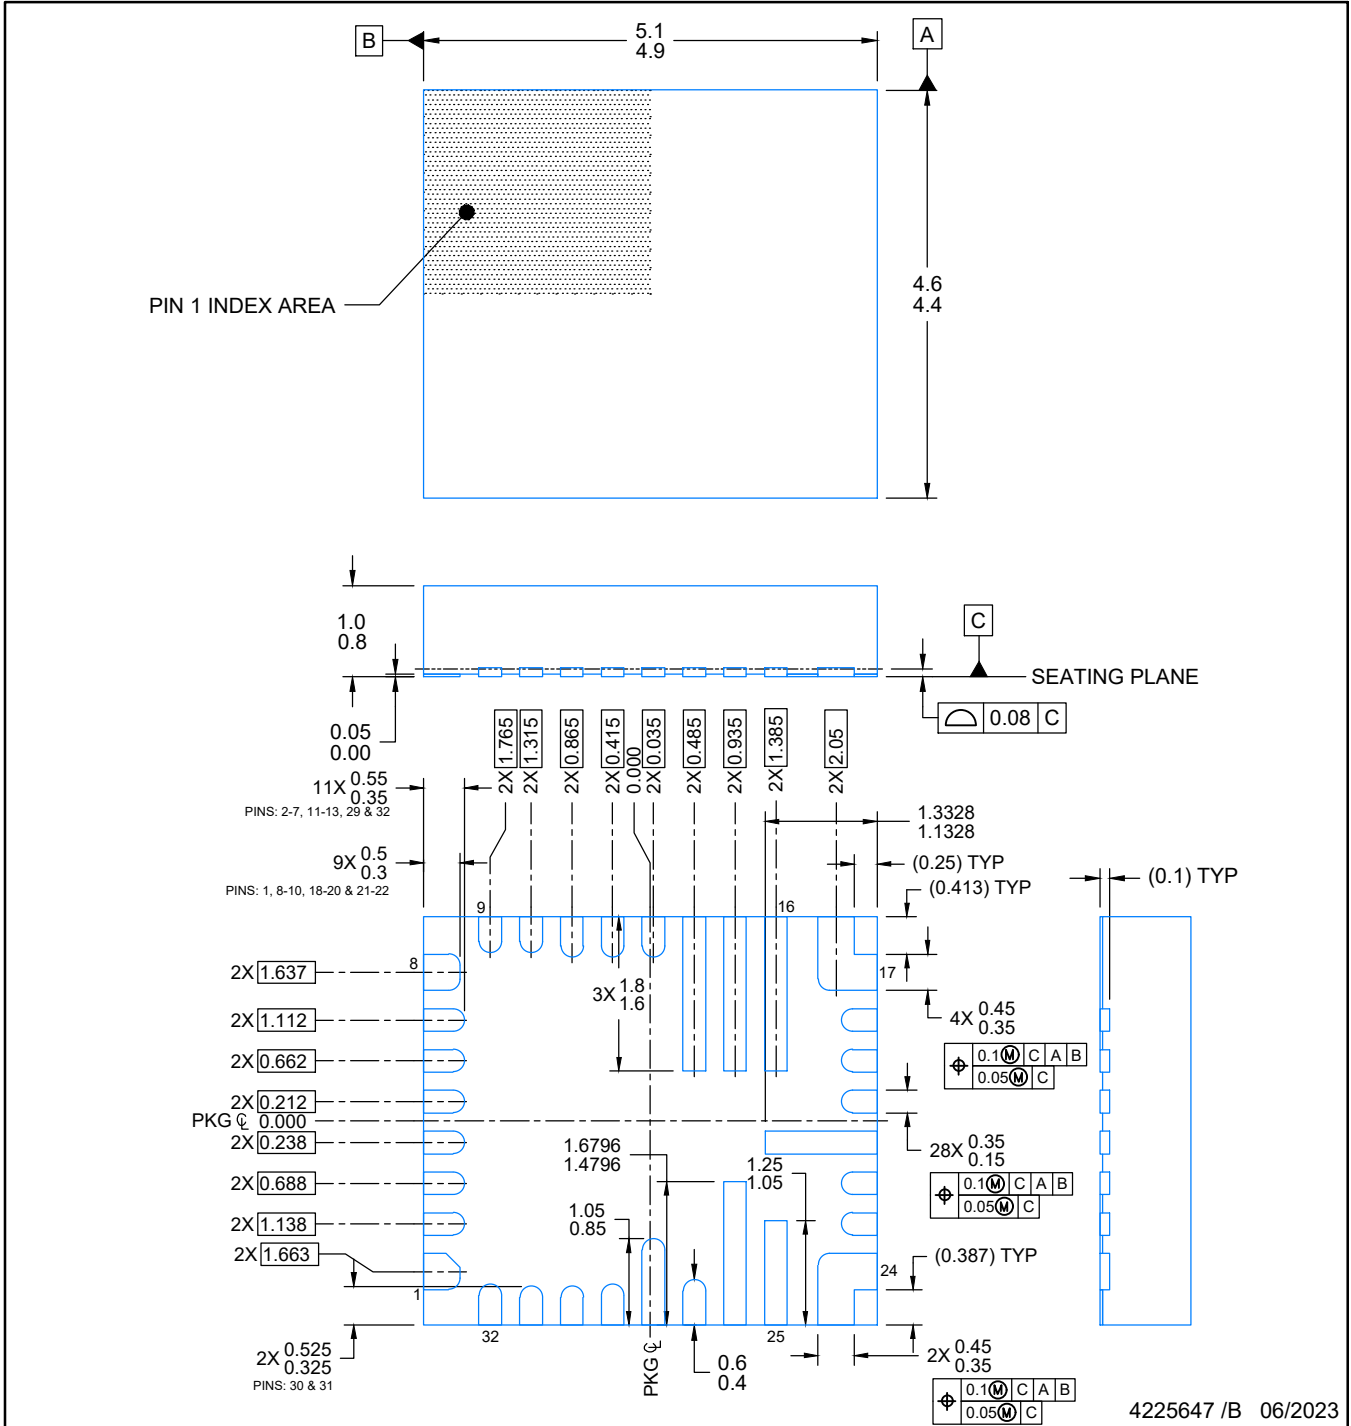 B
5.1
4.9
A
PIN 1 INDEX AREA
4.6
4.4
1.0
0.8
C
SEATING PLANE
0.08 C
0.05
0.00
2X 1.765
2X 1.315
2X 0.865
2X 0.415
0.000
2X 0.035
2X 0.485
2X 0.935
2X 1.385
2X 2.05
11X 0.55
0.35
PINS: 2-7, 11-13, 29 & 32
1.3328
1.1328
9X 0.5
0.3
PINS: 1, 8-10, 18-20 & 21-22
(0.25) TYP
(0.413) TYP
(0.1) TYP
9
16
8
17
2X 1.637
3X 1.8
1.6
2X 1.112
4X 0.45
0.35
0.1 Ⓜ C A B
0.05 Ⓜ C
2X 0.662
2X 0.212
PKG ℄ 0.000
2X 0.238
28X 0.35
0.15
0.1 Ⓜ C A B
0.05 Ⓜ C
1.6796
1.4796
1.25
1.05
2X 0.688
2X 1.138
1.05
0.85
2X 1.663
(0.387) TYP
24
1
32
25
PKG ℄
2X 0.525
0.325
PINS: 30 & 31
0.6
0.4
2X 0.45
0.35
0.1 Ⓜ C A B
0.05 Ⓜ C
4225647 /B 06/2023